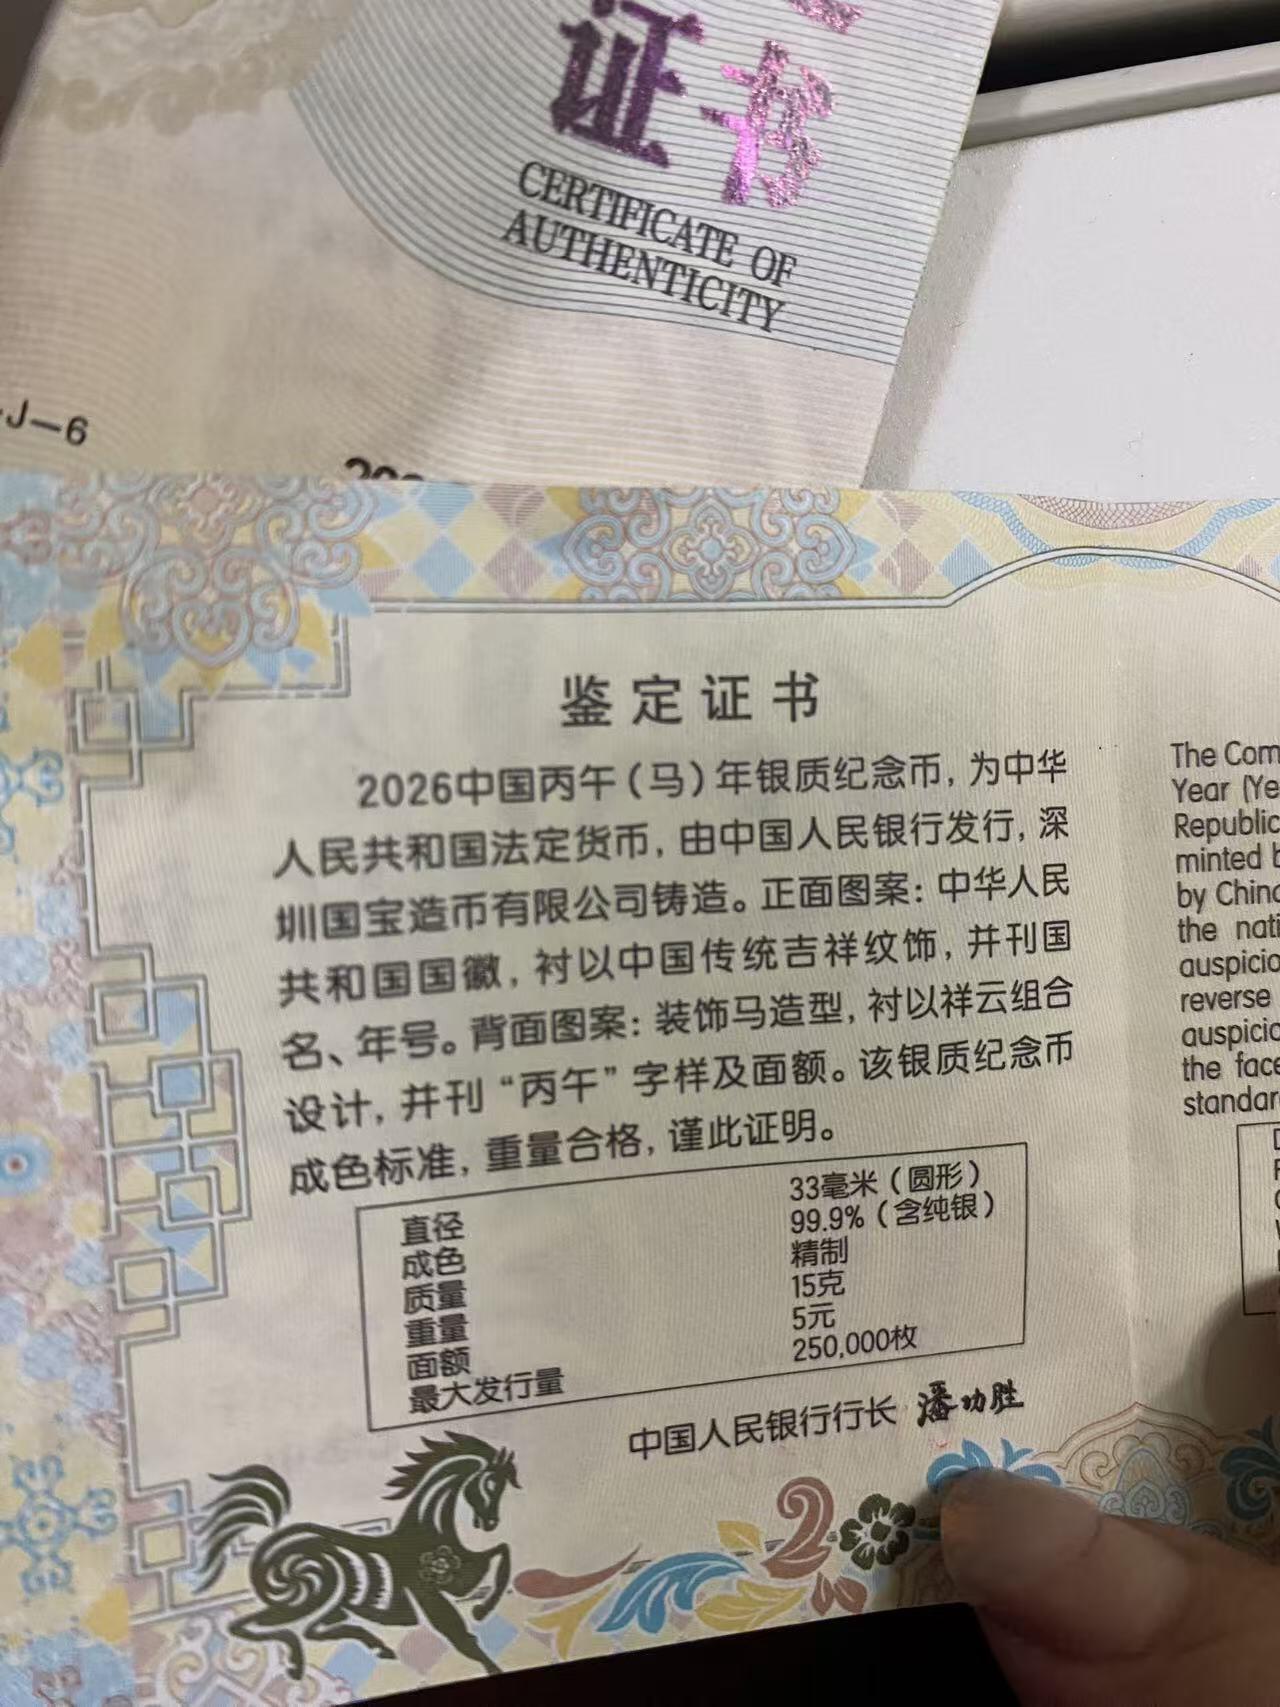 证书
CERTIFICATE OF
AUTHENTICITY
J-6
鉴定证书
2026中国丙午(马)年银质纪念币,为中华
人民共和国法定货币,由中国人民银行发行,深
圳国宝造币有限公司铸造。正面图案:中华人民
共和国国徽,衬以中国传统吉祥纹饰,并刊国
名、年号。背面图案:装饰马造型,衬以祥云组合
设计,并刊“丙午”字样及面额。该银质纪念币
成色标准,重量合格,谨此证明。
直径 33毫米(圆形)
成色 99.9%(含纯银)
质量 精制
重量 15克
面额 5元
最大发行量 250,000枚
中国人民银行行长 潘功胜
The Com
Year (Ye
Republic
minted b
by China
the nati
auspicio
reverse
auspicio
the face
standar